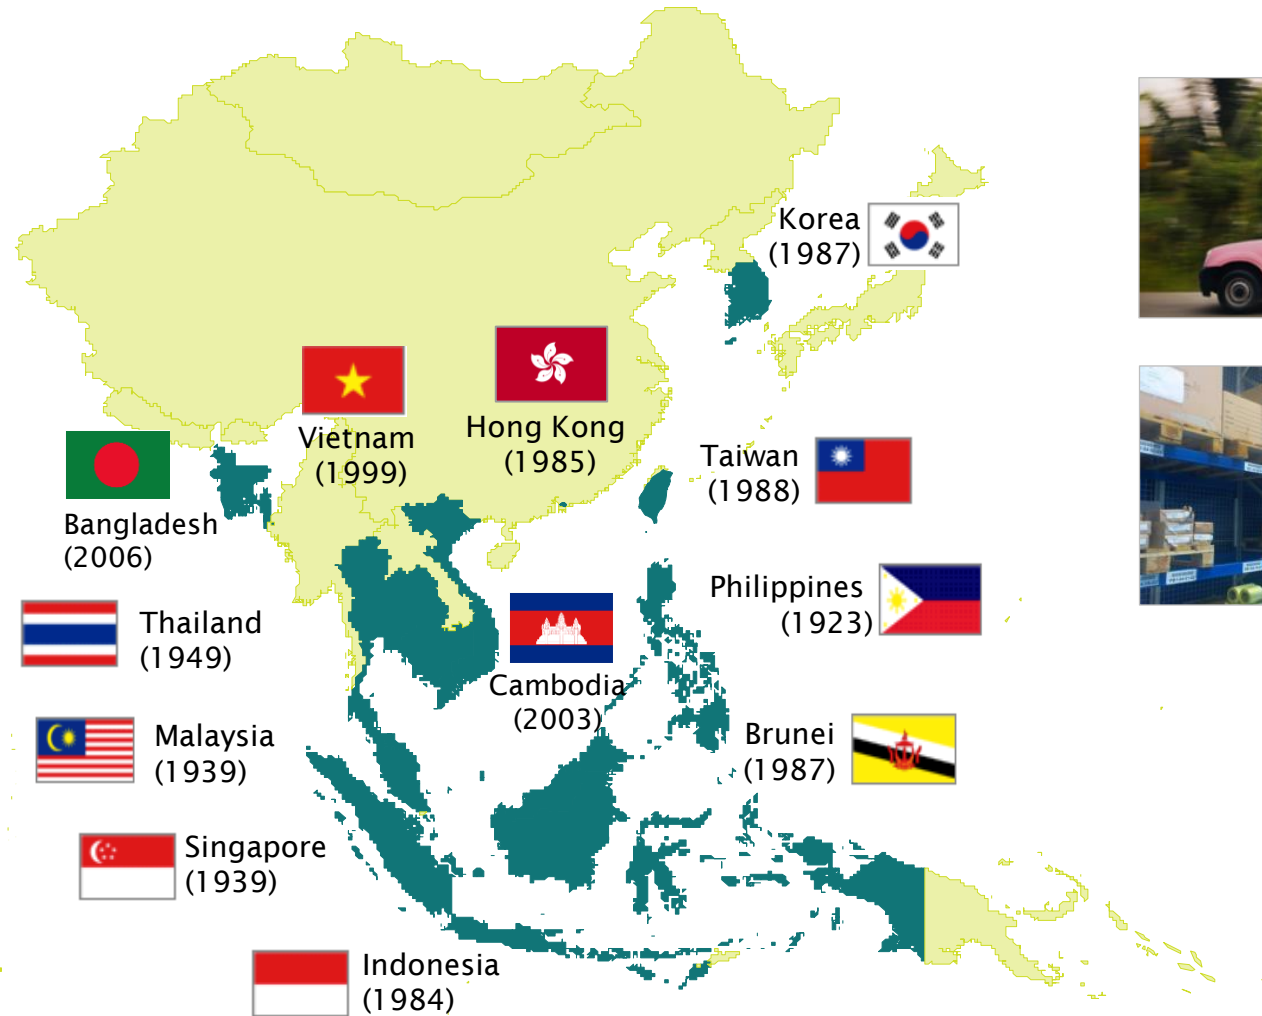 Korea
(1987)
Vietnam
(1999)
Hong Kong
(1985)
Taiwan
(1988)
Bangladesh
(2006)
Philippines
(1923)
Thailand
(1949)
Cambodia
(2003)
Malaysia
(1939)
Brunei
(1987)
Singapore
(1939)
Indonesia
(1984)